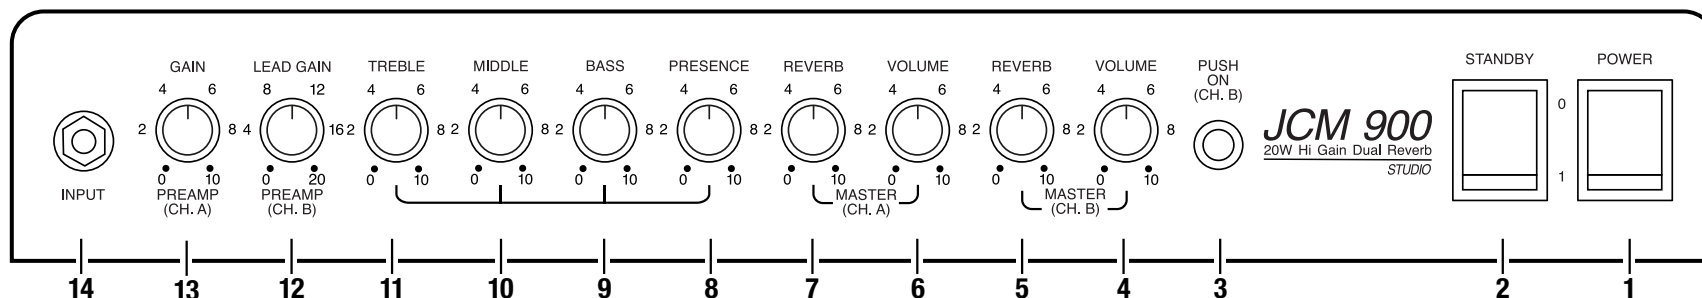 GAIN LEAD GAIN TREBLE MIDDLE BASS PRESENCE REVERB VOLUME REVERB VOLUME PUSH ON (CH. B) STANDBY POWER
4 6 8 12 4 6 4 6 4 6 4 6 4 6 4 6 4 6 4 6
2 8 4 16 2 8 2 8 2 8 2 8 2 8 2 8 2 8 2 8
0 10 0 20 0 10 0 10 0 10 0 10 0 10 0 10 0 10 0 10
INPUT
PREAMP
(CH. A)
PREAMP
(CH. B)
MASTER
(CH. A)
MASTER
(CH. B)
JCM 900
20W Hi Gain Dual Reverb
STUDIO
0
1
14 13 12 11 10 9 8 7 6 5 4 3 2 1